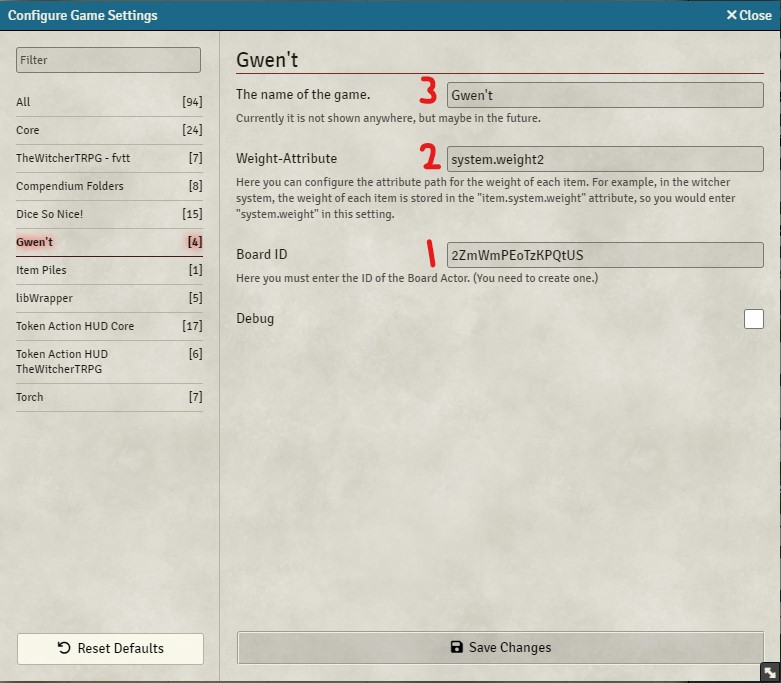 Configure Game Settings
Close
Filter
All [94]
Core [24]
TheWitcherTRPG - fvtt [7]
Compendium Folders [8]
Dice So Nice! [15]
Gwen't [4]
Item Piles [1]
libWrapper [5]
Token Action HUD Core [17]
Token Action HUD [6]
TheWitcherTRPG
Torch [7]
Reset Defaults
Gwen't
The name of the game. 3 Gwen't
Currently it is not shown anywhere, but maybe in the future.
Weight-Attribute 2 system.weight2
Here you can configure the attribute path for the weight of each item. For example, in the witcher
system, the weight of each item is stored in the "item.system.weight" attribute, so you would enter
"system.weight" in this setting.
Board ID 1 2ZmWmPEoTzKPQtUS
Here you must enter the ID of the Board Actor. (You need to create one.)
Debug
Save Changes